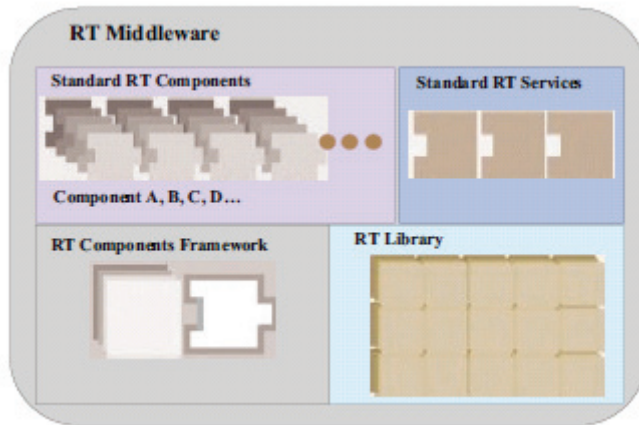 RT Middleware
Standard RT Components
Standard RT Services
Component A, B, C, D...
RT Components Framework
RT Library